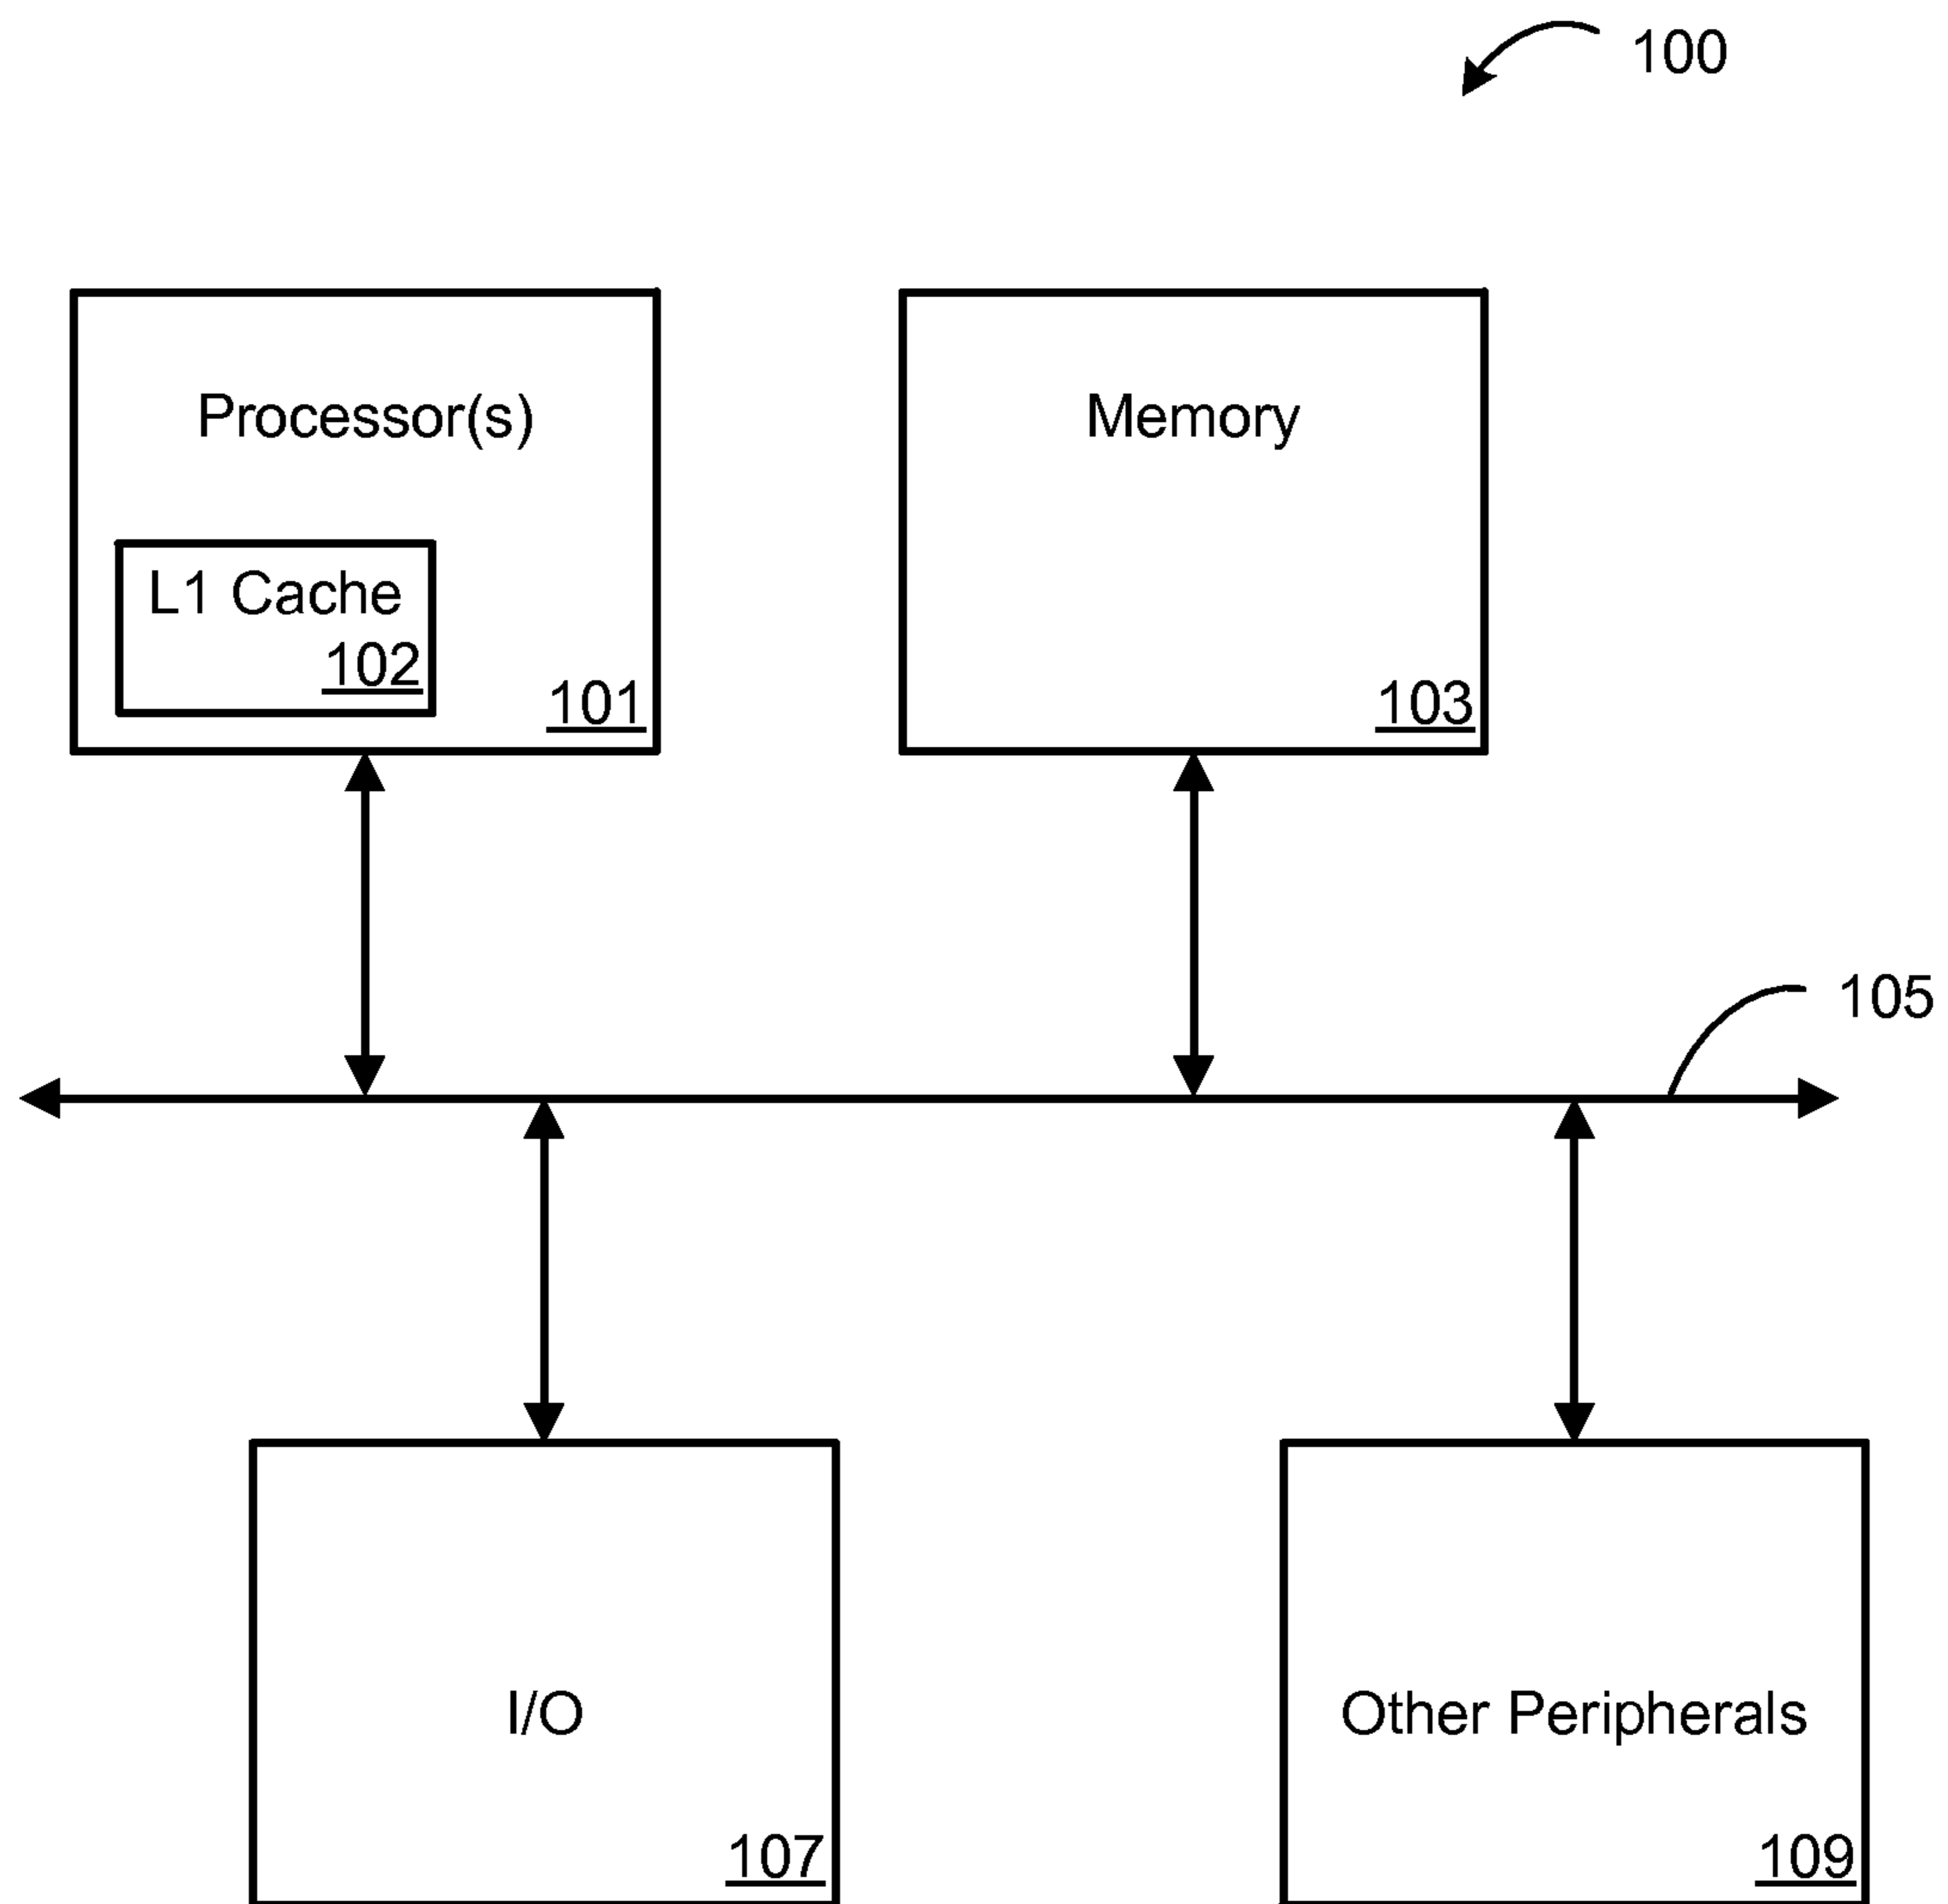 100
Processor(s)
L1 Cache
102
101
Memory
103
105
I/O
107
Other Peripherals
109